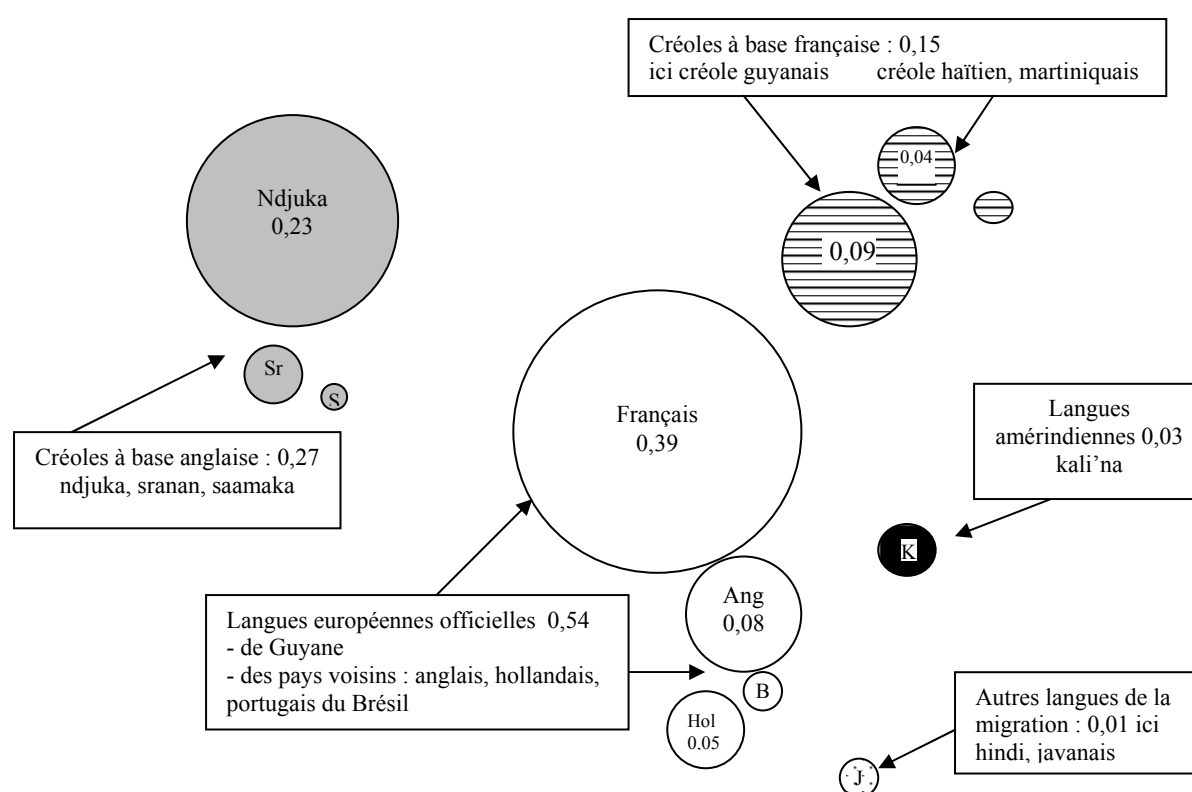 Créoles à base française : 0,15
ici créole guyanais créole haïtien, martiniquais
0,04
Ndjuka
0,23
0,09
Sr
S
Français
0,39
Langues
amérindiennes 0,03
kali’na
Créoles à base anglaise : 0,27
ndjuka, sranan, saamaka
K
Ang
0,08
Langues européennes officielles 0,54
- de Guyane
- des pays voisins : anglais, hollandais,
portugais du Brésil
B
Hol
0,05
Autres langues de la
migration : 0,01 ici
hindi, javanais
J